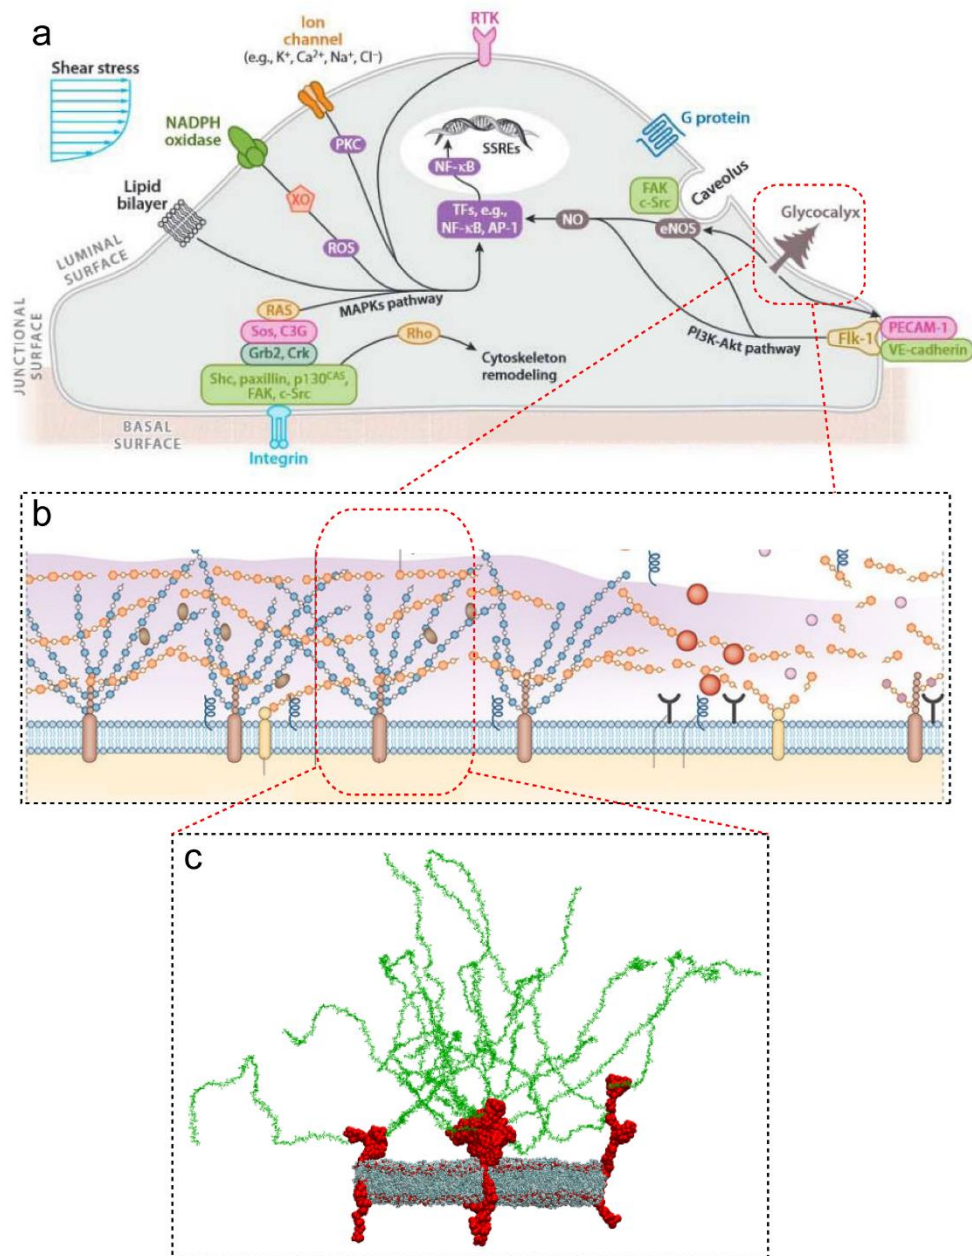 a
Shear stress
Ion
channel
(e.g., K⁺, Ca²⁺, Na⁺, Cl⁻)
RTK
NADPH
oxidase
PKC
G protein
SSREs
NF-κB
Lipid
bilayer
XO
FAK
c-Src
Caveolus
TFs, e.g.,
NF-κB, AP-1
NO
eNOS
Glycocalyx
ROS
LUMINAL
SURFACE
RAS
MAPKs pathway
JUNCTIONAL
SURFACE
Sos, C3G
Rho
PI3K-Akt pathway
Flk-1
PECAM-1
VE-cadherin
Grb2, Crk
Cytoskeleton
remodeling
Shc, paxillin, p130ᶜᴬˢ,
FAK, c-Src
BASAL
SURFACE
Integrin
b
c